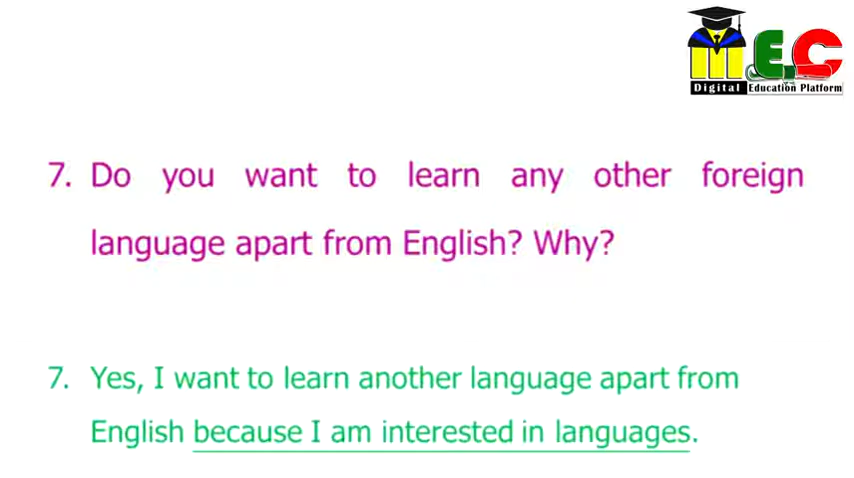 MEC
Digital Education Platform
7. Do you want to learn any other foreign
language apart from English? Why?
7. Yes, I want to learn another language apart from
English because I am interested in languages.